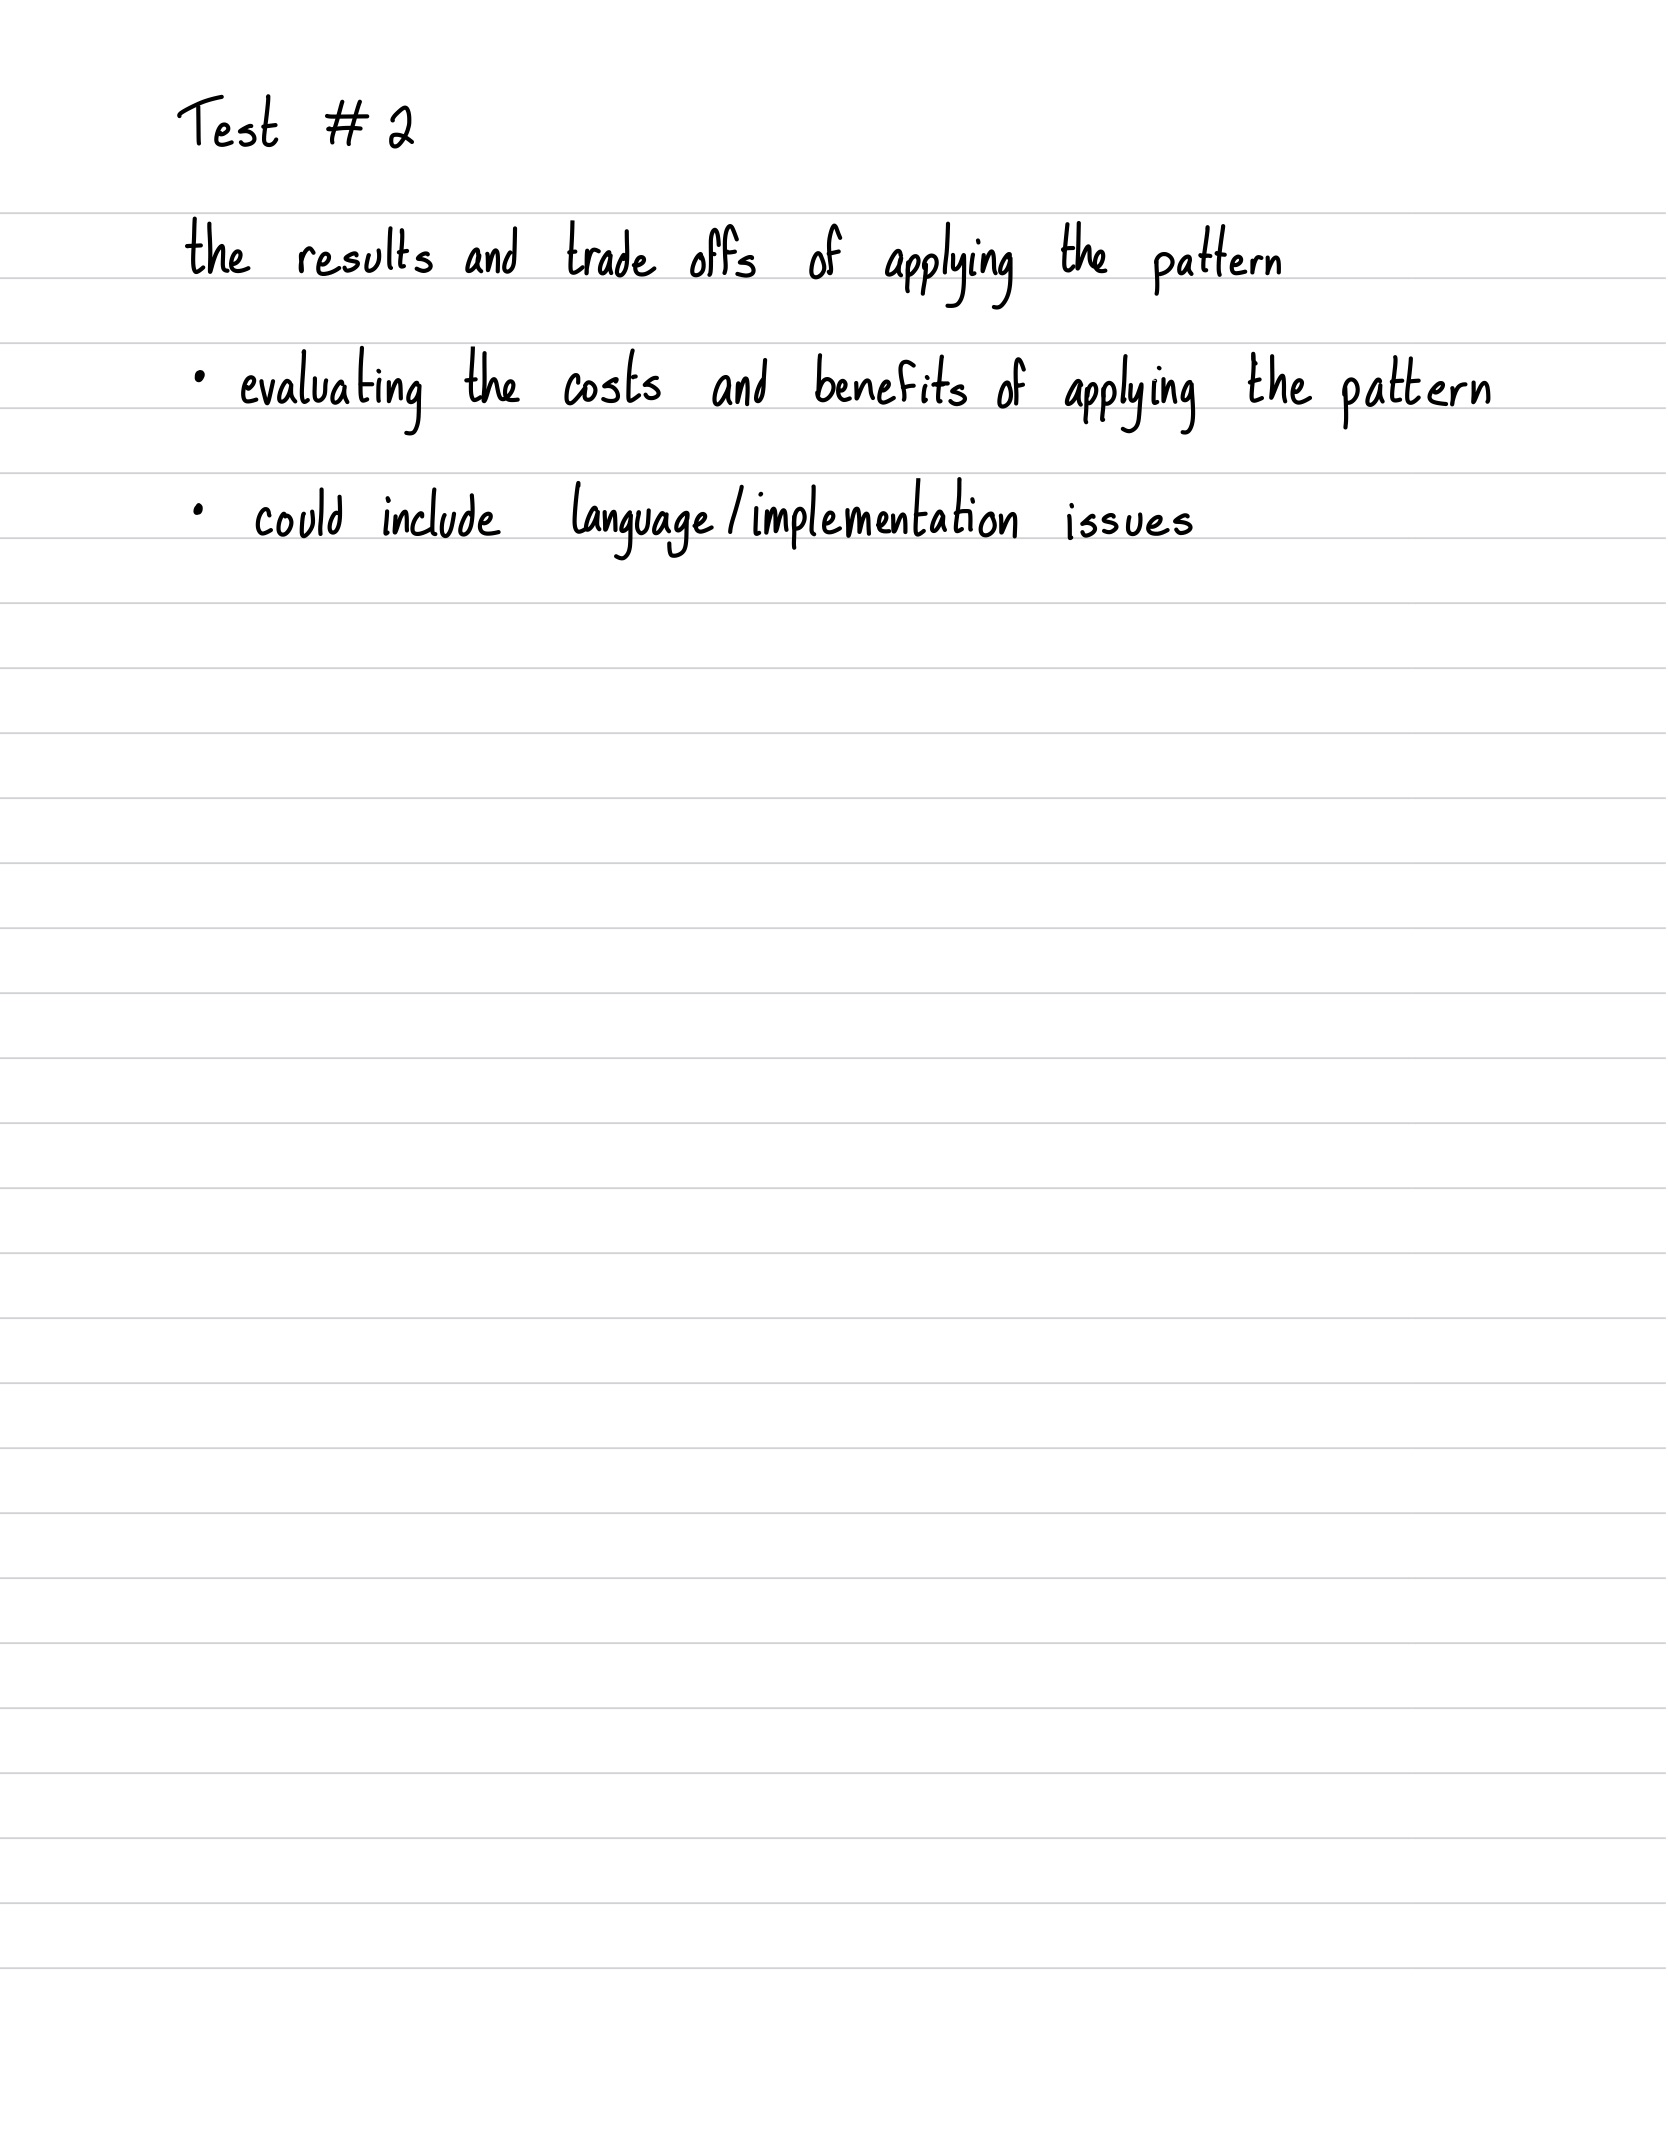 Test #2
the results and trade offs of applying the pattern
• evaluating the costs and benefits of applying the pattern
• could include language/implementation issues